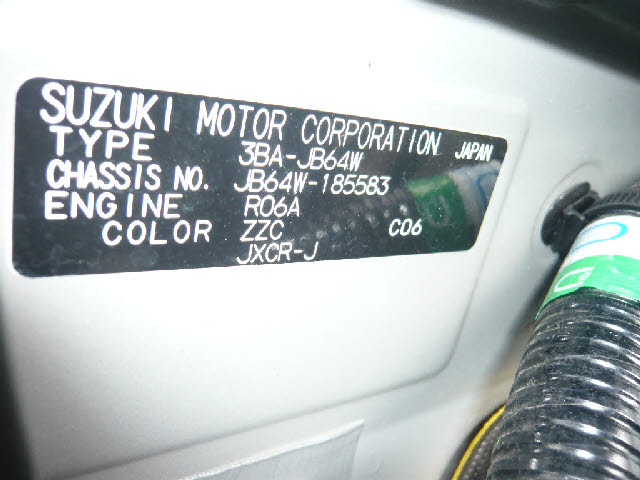 SUZUKI MOTOR CORPORATION JAPAN
TYPE 3BA-JB64W
CHASSIS NO. JB64W-185583
ENGINE R06A
COLOR ZZC C06
JXCR-J